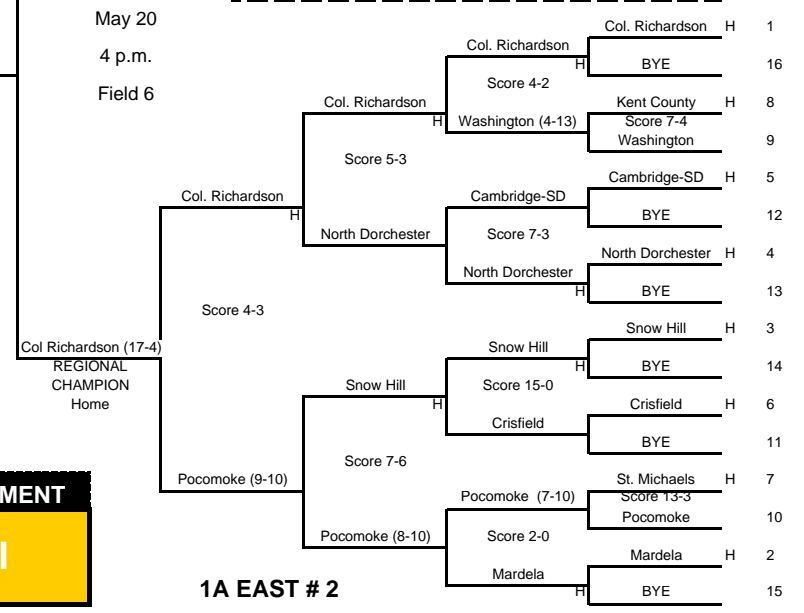 May 20
4 p.m.
Field 6
Col. Richardson H 1
Col. Richardson
H
BYE 16
Score 4-2
Col. Richardson
H
Kent County H 8
Score 7-4
Washington (4-13)
Washington 9
Score 5-3
Cambridge-SD H 5
Cambridge-SD
BYE 12
Col. Richardson
H
Score 7-3
North Dorchester
North Dorchester H 4
North Dorchester
H
BYE 13
Score 4-3
Snow Hill H 3
Snow Hill
H
BYE 14
Col Richardson (17-4)
REGIONAL
CHAMPION
Home
Score 15-0
Snow Hill
H
Crisfield H 6
Crisfield
BYE 11
Score 7-6
Pocomoke (9-10)
St. Michaels H 7
Score 13-3
Pocomoke (7-10)
Pocomoke 10
Score 2-0
Pocomoke (8-10)
Mardela H 2
Mardela
H
BYE 15
MENT
1A EAST # 2